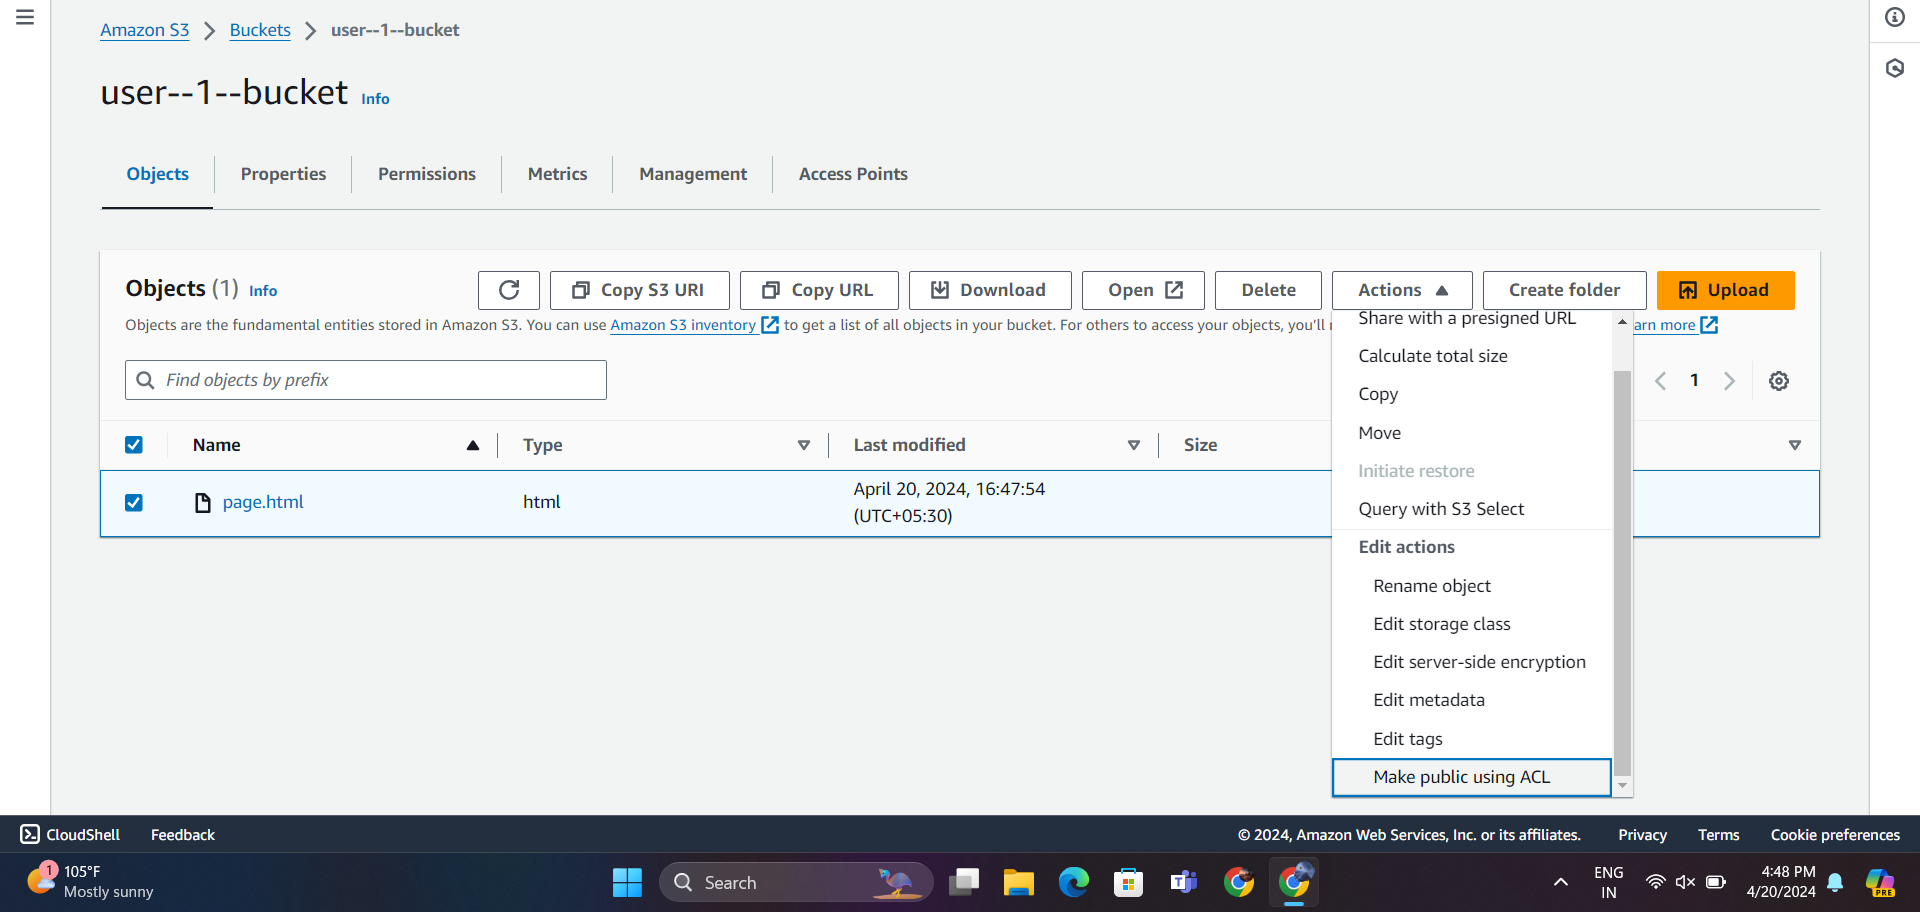 Amazon S3 > Buckets > user--1--bucket
user--1--bucket Info
Objects Properties Permissions Metrics Management Access Points
Objects (1) Info Copy S3 URI Copy URL Download Open Delete Actions Create folder Upload
Objects are the fundamental entities stored in Amazon S3. You can use Amazon S3 inventory to get a list of all objects in your bucket. For others to access your objects, you'll
Share with a presigned URL
Calculate total size
Copy
Move
Initiate restore
Query with S3 Select
Edit actions
Rename object
Edit storage class
Edit server-side encryption
Edit metadata
Edit tags
Make public using ACL
more
Find objects by prefix
1
Name Type Last modified Size
page.html html April 20, 2024, 16:47:54
(UTC+05:30)
CloudShell Feedback © 2024, Amazon Web Services, Inc. or its affiliates. Privacy Terms Cookie preferences
1
105°F
Mostly sunny
Search
ENG
IN
4:48 PM
4/20/2024
PRE